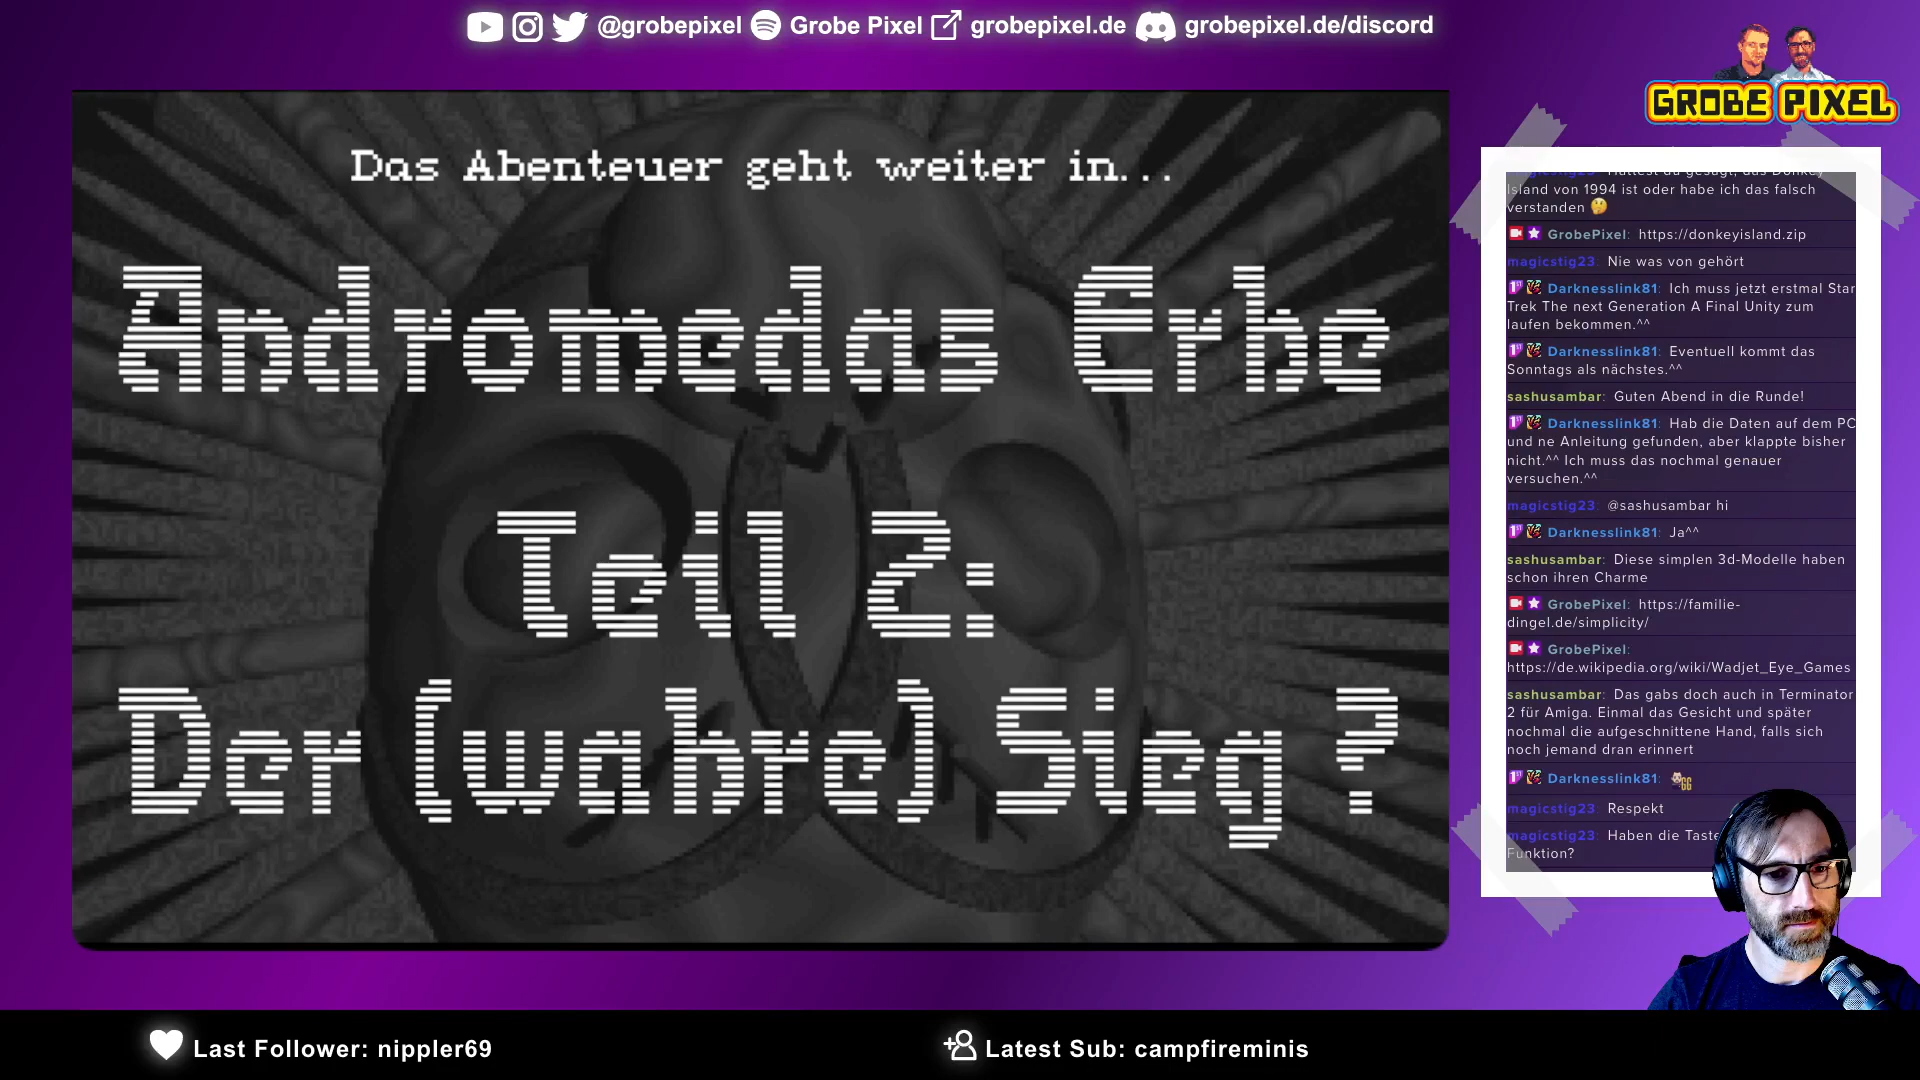 @grobepixel Grobe Pixel grobepixel.de grobepixel.de/discord
GROBE PIXEL
Das Abenteuer geht weiter in...
Andromedas Erbe
Teil 2:
Der (wahre) Sieg ?
magicstig23: Hattest du gesagt, das Donkey
Island von 1994 ist oder habe ich das falsch
verstanden 🤔
GrobePixel: https://donkeyisland.zip
magicstig23: Nie was von gehört
Darknesslink81: Ich muss jetzt erstmal Star
Trek The next Generation A Final Unity zum
laufen bekommen.^^
Darknesslink81: Eventuell kommt das
Sonntags als nächstes.^^
sashusambar: Guten Abend in die Runde!
Darknesslink81: Hab die Daten auf dem PC
und ne Anleitung gefunden, aber klappte bisher
nicht.^^ Ich muss das nochmal genauer
versuchen.^^
magicstig23: @sashusambar hi
Darknesslink81: Ja^^
sashusambar: Diese simplen 3d-Modelle haben
schon ihren Charme
GrobePixel: https://familie-
dingel.de/simplicity/
GrobePixel:
https://de.wikipedia.org/wiki/Wadjet_Eye_Games
sashusambar: Das gabs doch auch in Terminator
2 für Amiga. Einmal das Gesicht und später
nochmal die aufgeschnittene Hand, falls sich
noch jemand dran erinnert
Darknesslink81: GG
magicstig23: Respekt
magicstig23: Haben die Taste
Funktion?
Last Follower: nippler69
Latest Sub: campfireminis